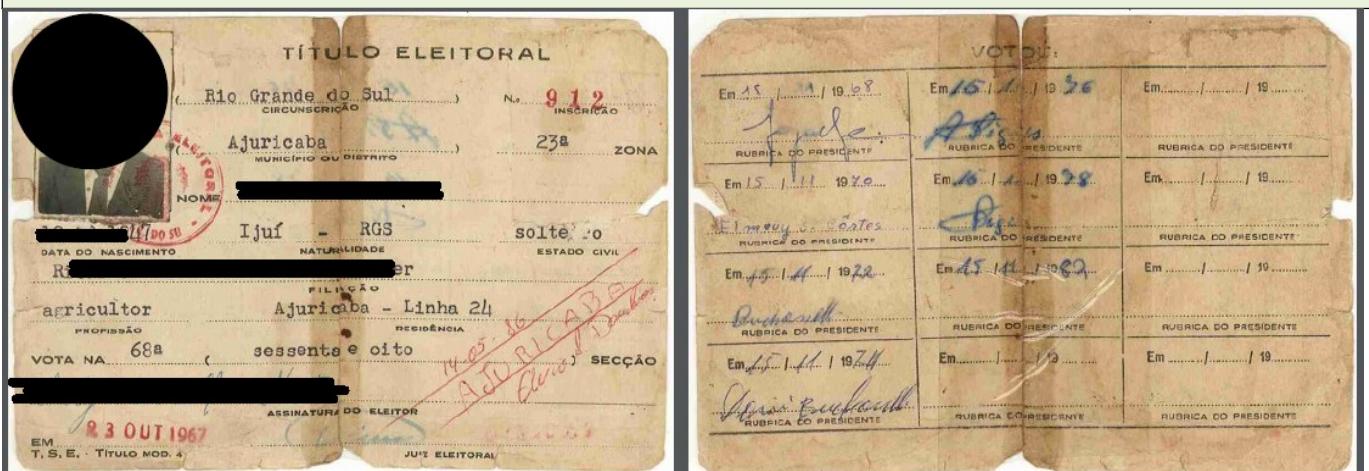 TÍTULO ELEITORAL
( Rio Grande do Sul ) N.o 912
CIRCUNSCRIÇÃO INSCRIÇÃO
( Ajuricaba ) 23ª ZONA
MUNICÍPIO OU DISTRITO
NOME
Ijuí - RGS
DATA DO NASCIMENTO NATURALIDADE ESTADO CIVIL
FILIAÇÃO
agricultor Ajuricaba - Linha 24
PROFISSÃO RESIDÊNCIA
VOTA NA 68ª ( sessenta e oito ) SECÇÃO
14-05-86
AJURICABA
ASSINATURA DO ELEITOR
23 OUT 1967
EM
T. S. E. - TÍTULO MOD. 4 JUIZ ELEITORAL
VOTOU:
Em 15 / 11 / 1968 Em 15 / 11 / 1976 Em / / 19
RUBRICA DO PRESIDENTE RUBRICA DO PRESIDENTE RUBRICA DO PRESIDENTE
Em 15 / 11 1970 Em 15 / 11 / 1978 Em / / 19
RUBRICA DO PRESIDENTE RUBRICA DO PRESIDENTE RUBRICA DO PRESIDENTE
Em 15 / 11 / 1972 Em 15 / 11 / 1982 Em / / 19
RUBRICA DO PRESIDENTE RUBRICA DO PRESIDENTE RUBRICA DO PRESIDENTE
Em 15 / 11 / 1974 Em / / 19 Em / / 19
RUBRICA DO PRESIDENTE RUBRICA DO PRESIDENTE RUBRICA DO PRESIDENTE